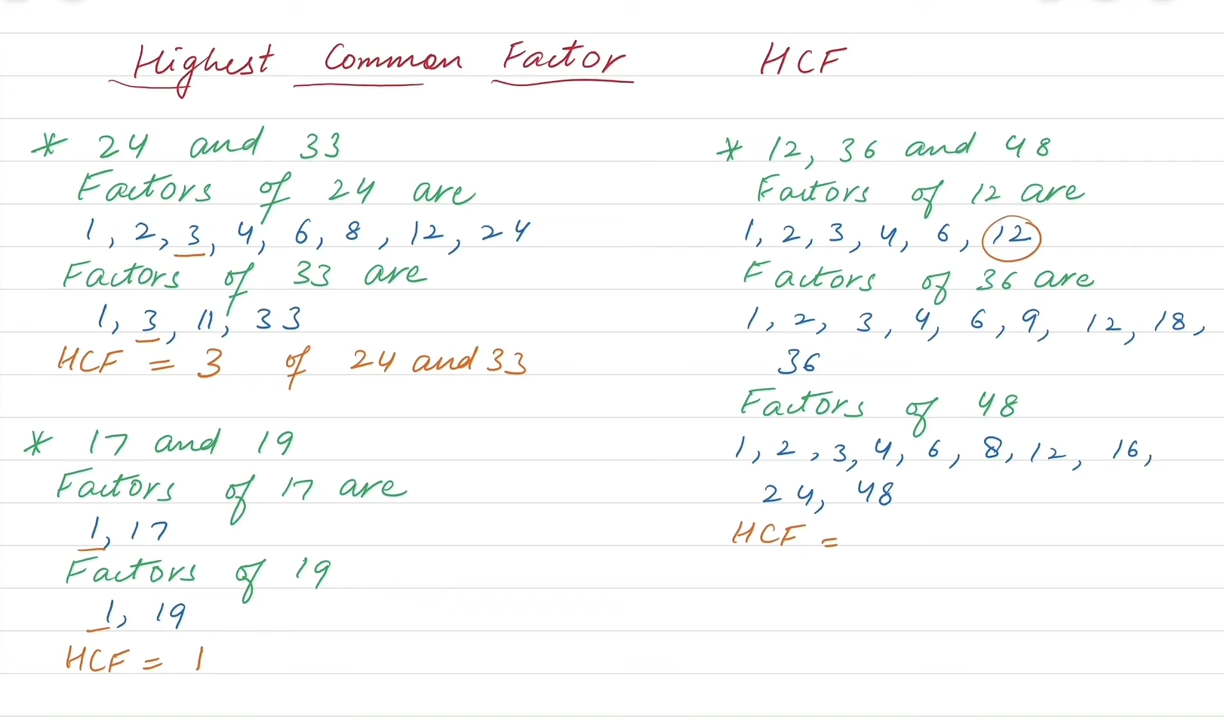 Highest Common Factor HCF
* 24 and 33
Factors of 24 are
1, 2, 3, 4, 6, 8, 12, 24
Factors of 33 are
1, 3, 11, 33
HCF = 3 of 24 and 33
* 17 and 19
Factors of 17 are
1, 17
Factors of 19
1, 19
HCF = 1
* 12, 36 and 48
Factors of 12 are
1, 2, 3, 4, 6, 12
Factors of 36 are
1, 2, 3, 4, 6, 9, 12, 18,
36
Factors of 48
1, 2, 3, 4, 6, 8, 12, 16,
24, 48
HCF =